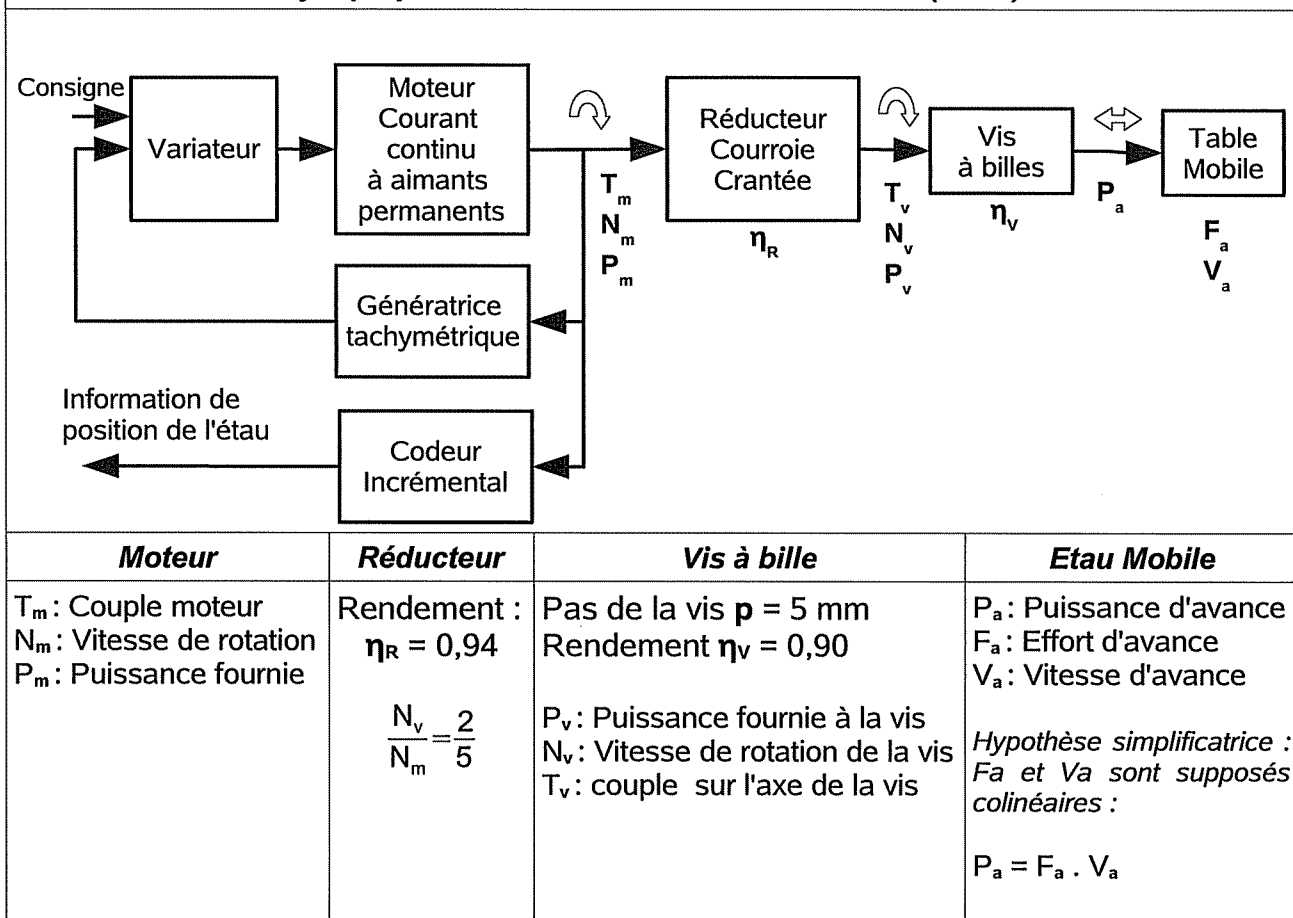 Consigne
Variateur
Moteur
Courant
continu
à aimants
permanents
Tm
Nm
Pm
Réducteur
Courroie
Crantée
ηR
Tv
Nv
Pv
Vis
à billes
ηv
Pa
Table
Mobile
Fa
Va
Génératrice
tachymétrique
Information de
position de l'étau
Codeur
Incrémental
Moteur
Tm : Couple moteur
Nm : Vitesse de rotation
Pm : Puissance fournie
Réducteur
Rendement :
ηR = 0,94
Nv/Nm = 2/5
Vis à bille
Pas de la vis p = 5 mm
Rendement ηv = 0,90
Pv : Puissance fournie à la vis
Nv : Vitesse de rotation de la vis
Tv : couple sur l'axe de la vis
Etau Mobile
Pa : Puissance d'avance
Fa : Effort d'avance
Va : Vitesse d'avance
Hypothèse simplificatrice :
Fa et Va sont supposés
colinéaires :
Pa = Fa . Va